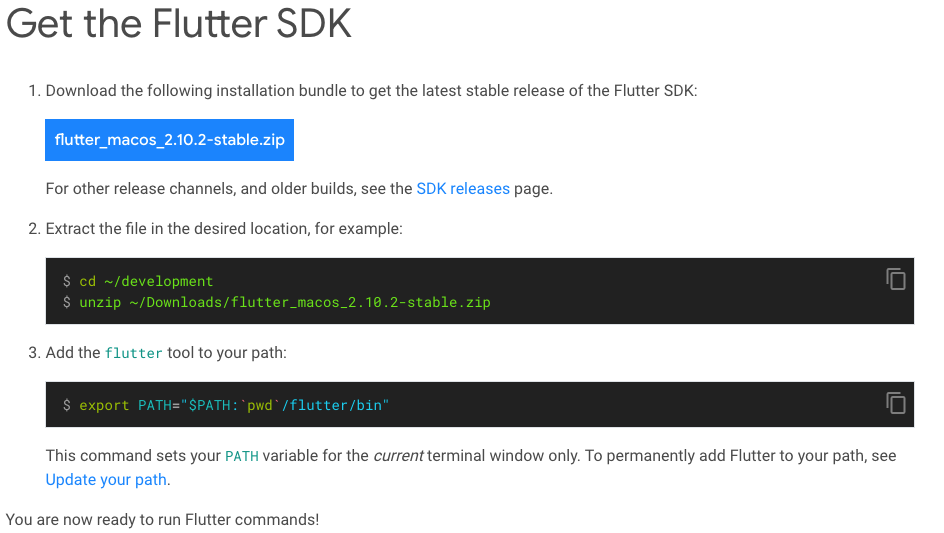 Get the Flutter SDK
1. Download the following installation bundle to get the latest stable release of the Flutter SDK:
flutter_macos_2.10.2-stable.zip
For other release channels, and older builds, see the SDK releases page.
2. Extract the file in the desired location, for example:
$ cd ~/development
$ unzip ~/Downloads/flutter_macos_2.10.2-stable.zip
3. Add the flutter tool to your path:
$ export PATH="$PATH:`pwd`/flutter/bin"
This command sets your PATH variable for the current terminal window only. To permanently add Flutter to your path, see
Update your path.
You are now ready to run Flutter commands!